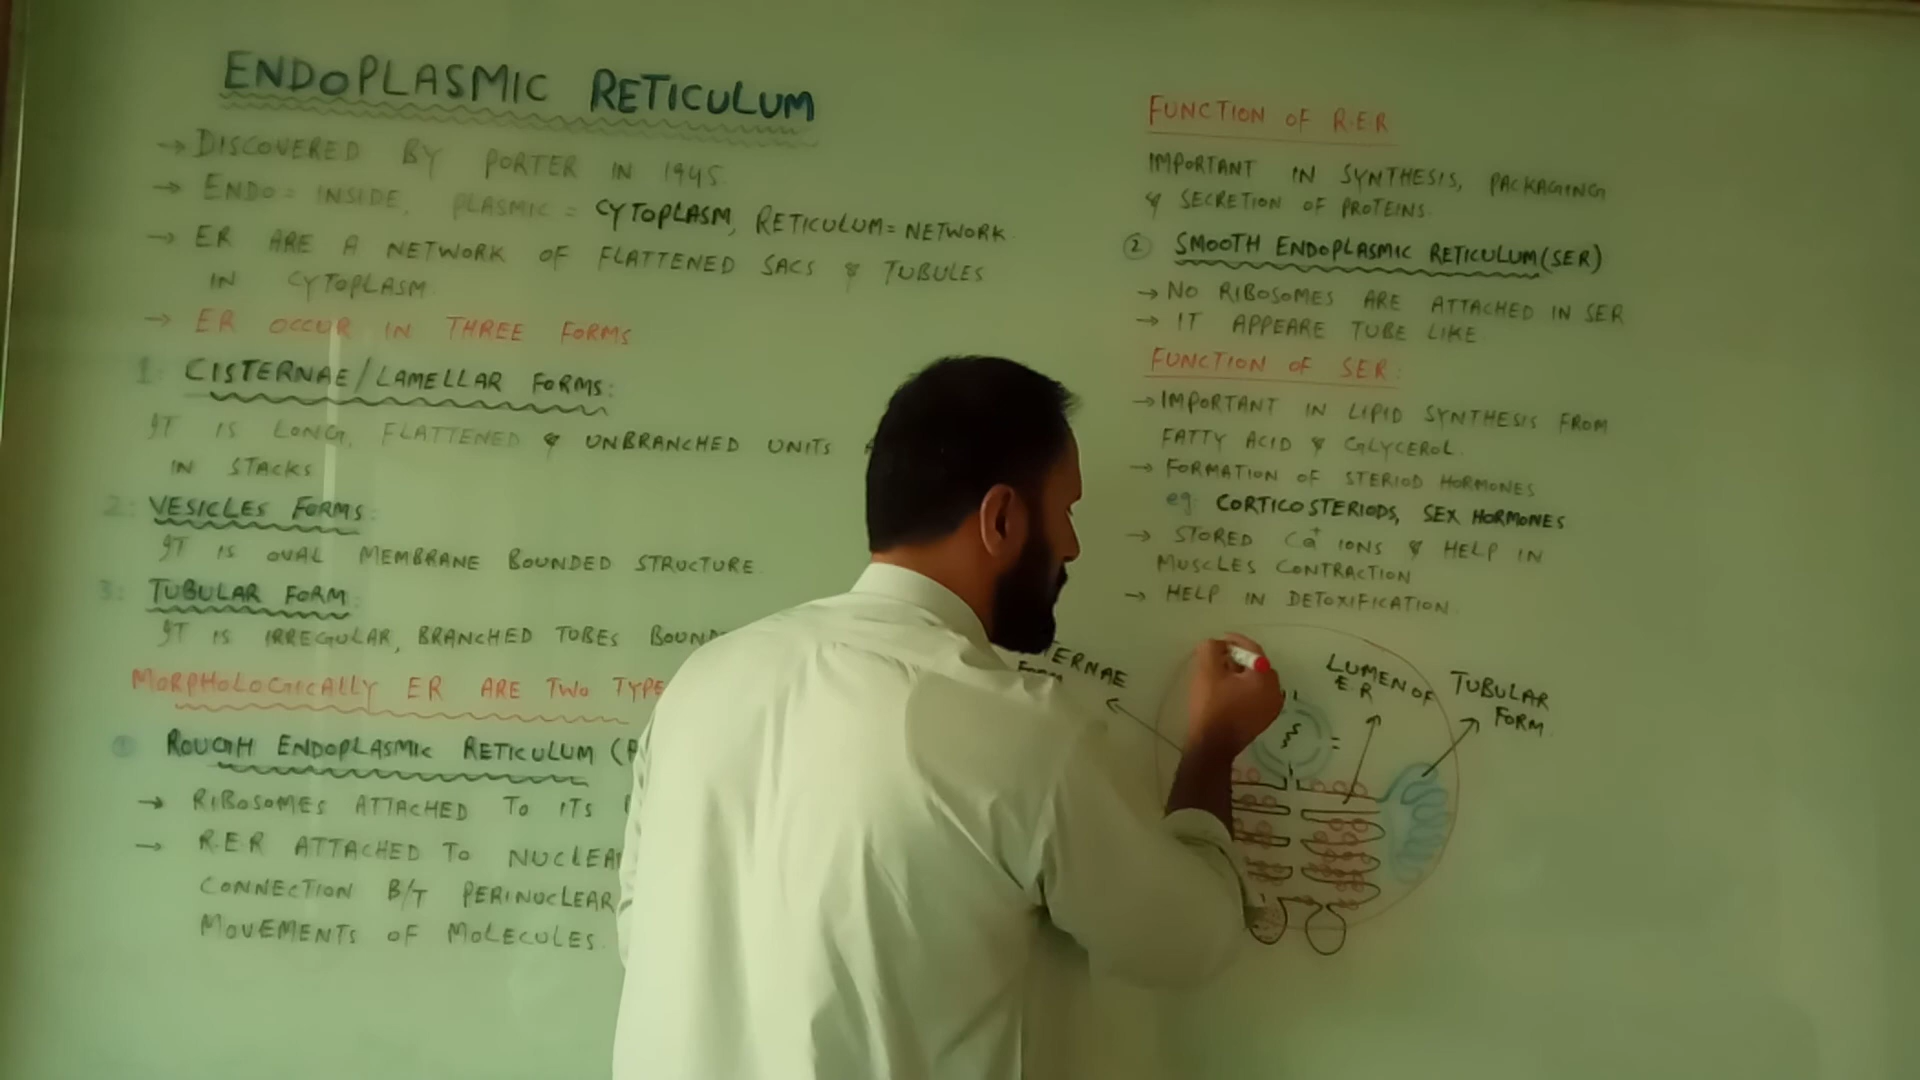 ENDOPLASMIC RETICULUM
→ DISCOVERED BY PORTER IN 1945.
→ ENDO = INSIDE, PLASMIC = CYTOPLASM, RETICULUM = NETWORK
→ ER ARE A NETWORK OF FLATTENED SACS & TUBULES
IN CYTOPLASM
→ ER OCCUR IN THREE FORMS
1: CISTERNAE/LAMELLAR FORMS:
IT IS LONG, FLATTENED & UNBRANCHED UNITS
IN STACKS
2: VESICLES FORMS:
IT IS OVAL MEMBRANE BOUNDED STRUCTURE.
3: TUBULAR FORM:
IT IS IRREGULAR, BRANCHED TOBES BOUND
MORPHOLOGICALLY ER ARE TWO TYPE
① ROUGH ENDOPLASMIC RETICULUM (
→ RIBOSOMES ATTACHED TO ITS
→ R.E.R ATTACHED TO NUCLEA
CONNECTION B/T PERINUCLEAR
MOVEMENTS OF MOLECULES.
FUNCTION OF R.E.R
IMPORTANT IN SYNTHESIS, PACKAGING
& SECRETION OF PROTEINS.
② SMOOTH ENDOPLASMIC RETICULUM (SER)
→ NO RIBOSOMES ARE ATTACHED IN SER
→ IT APPEARE TUBE LIKE
FUNCTION OF SER:
→ IMPORTANT IN LIPID SYNTHESIS FROM
FATTY ACID & GLYCEROL.
→ FORMATION OF STERIOD HORMONES
eg: CORTICOSTERIODS, SEX HORMONES
→ STORED Ca+ IONS & HELP IN
MUSCLES CONTRACTION
→ HELP IN DETOXIFICATION.
TERNAE
LUMEN OF
ER
TUBULAR
FORM.